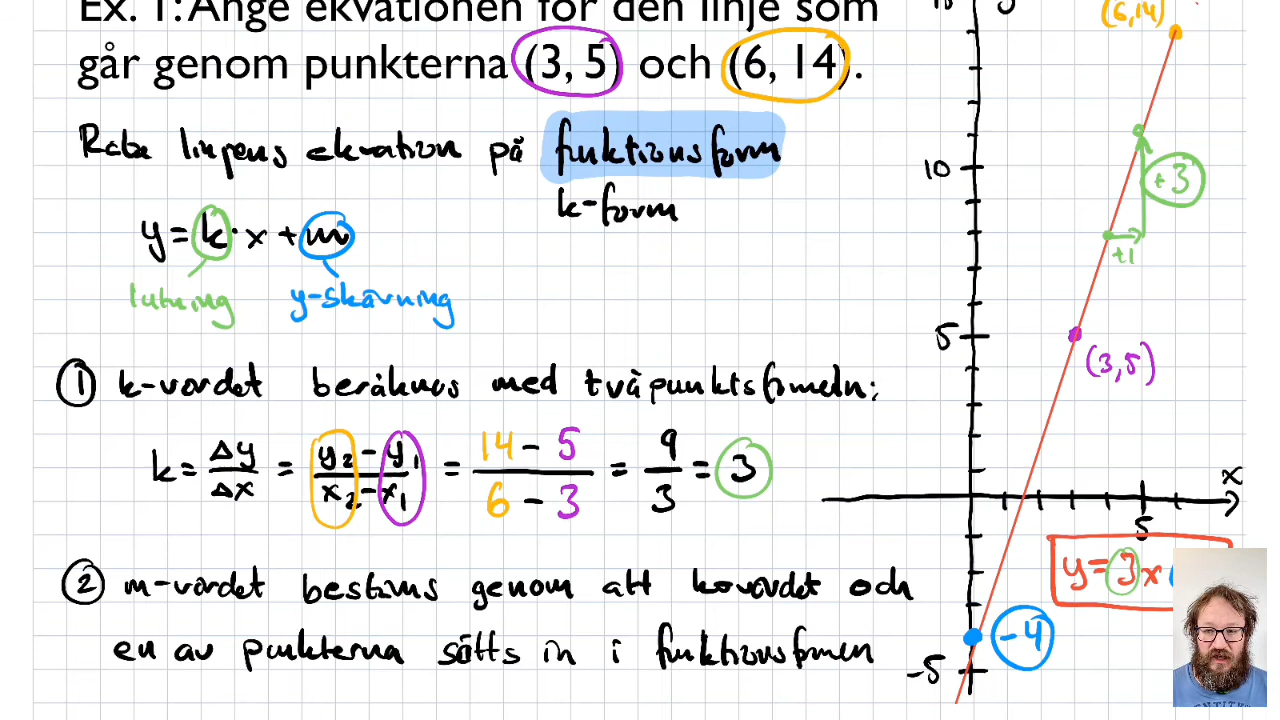 Ex. 1: Ange ekvationen för den linje som
går genom punkterna (3, 5) och (6, 14).
Räta linjens ekvation på funktionsform
k-form
y = k · x + m
lutning
y-skärning
① k-värdet beräknas med tvåpunktsformeln:
k = Δy/Δx = (y₂ - y₁)/(x₂ - x₁) = (14 - 5)/(6 - 3) = 9/3 = 3
② m-värdet bestäms genom att k-värdet och
en av punkterna sätts in i funktionsformen
(6,14)
10
+3
+1
5
(3,5)
x
5
y = 3x
-4
-5